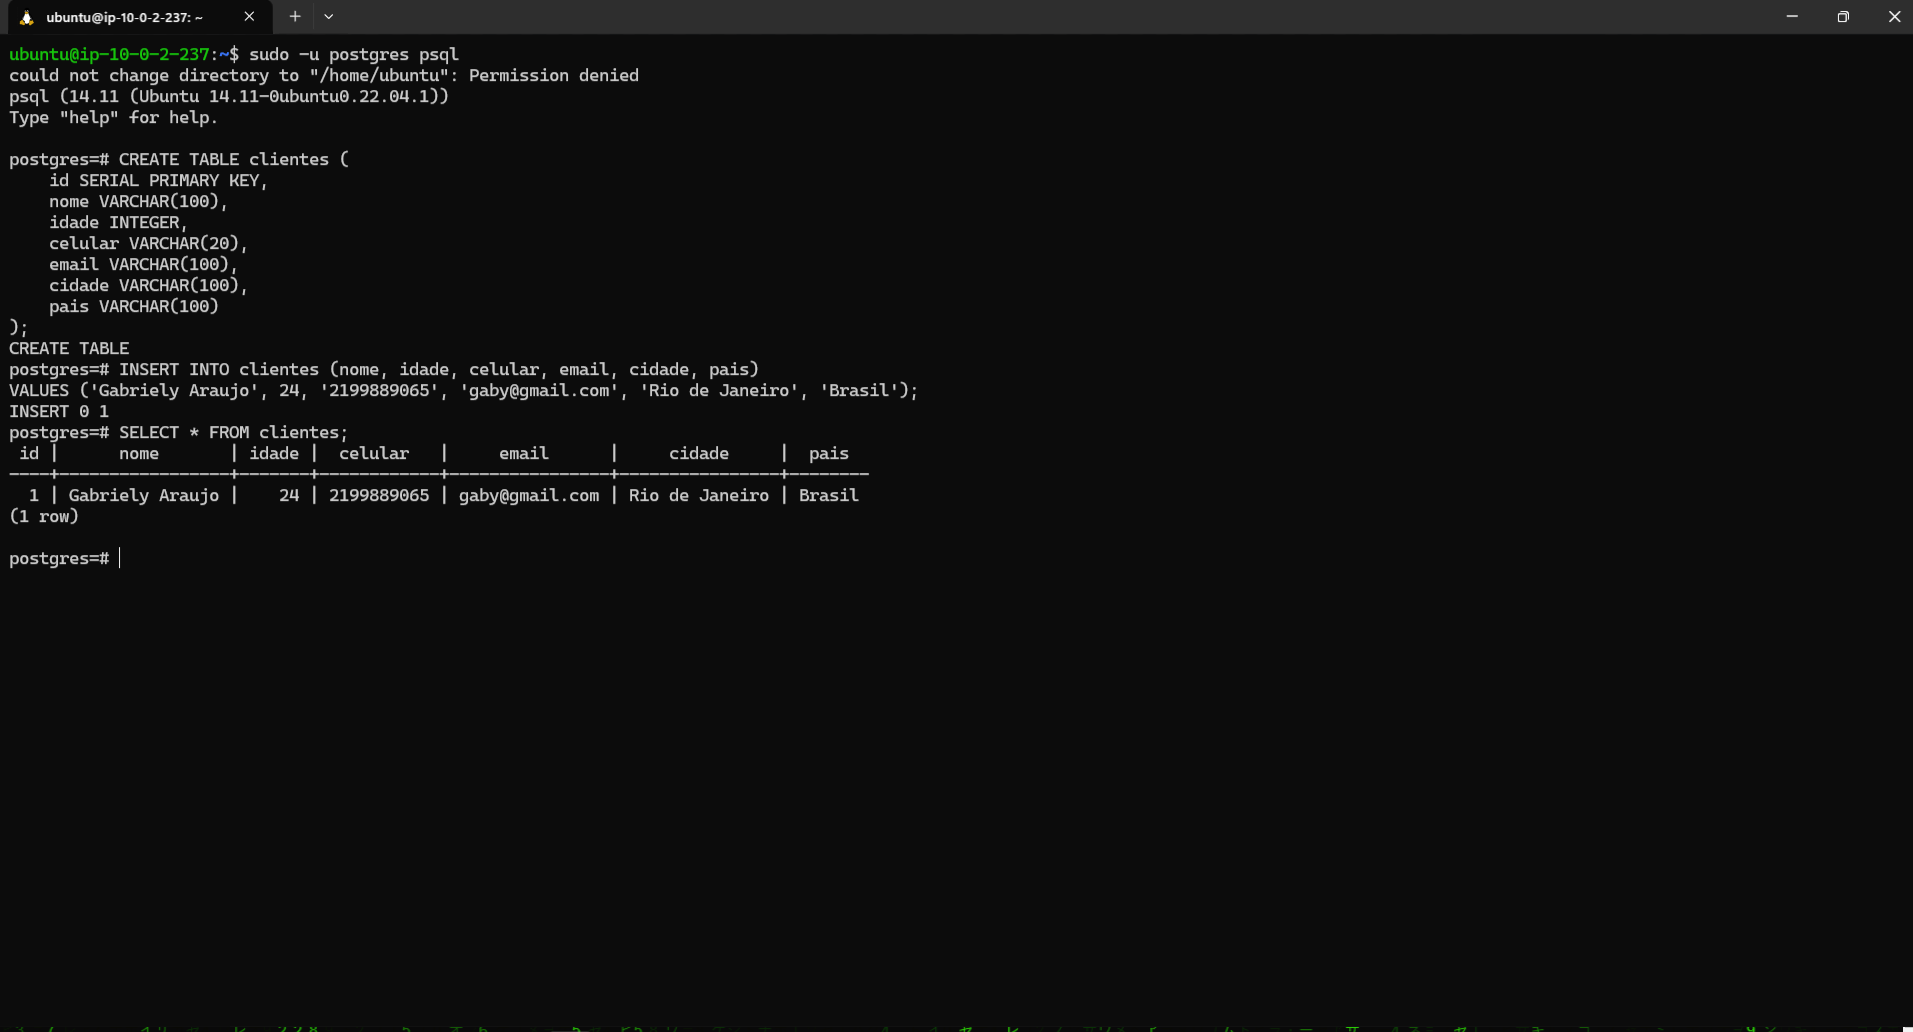 ubuntu@ip-10-0-2-237: ~
ubuntu@ip-10-0-2-237:~$ sudo -u postgres psql
could not change directory to "/home/ubuntu": Permission denied
psql (14.11 (Ubuntu 14.11-0ubuntu0.22.04.1))
Type "help" for help.

postgres=# CREATE TABLE clientes (
    id SERIAL PRIMARY KEY,
    nome VARCHAR(100),
    idade INTEGER,
    celular VARCHAR(20),
    email VARCHAR(100),
    cidade VARCHAR(100),
    pais VARCHAR(100)
);
CREATE TABLE
postgres=# INSERT INTO clientes (nome, idade, celular, email, cidade, pais)
VALUES ('Gabriely Araujo', 24, '2199889065', 'gaby@gmail.com', 'Rio de Janeiro', 'Brasil');
INSERT 0 1
postgres=# SELECT * FROM clientes;
 id |      nome       | idade |  celular   |     email      |     cidade     |  pais
----+-----------------+-------+------------+----------------+----------------+--------
  1 | Gabriely Araujo |    24 | 2199889065 | gaby@gmail.com | Rio de Janeiro | Brasil
(1 row)

postgres=#